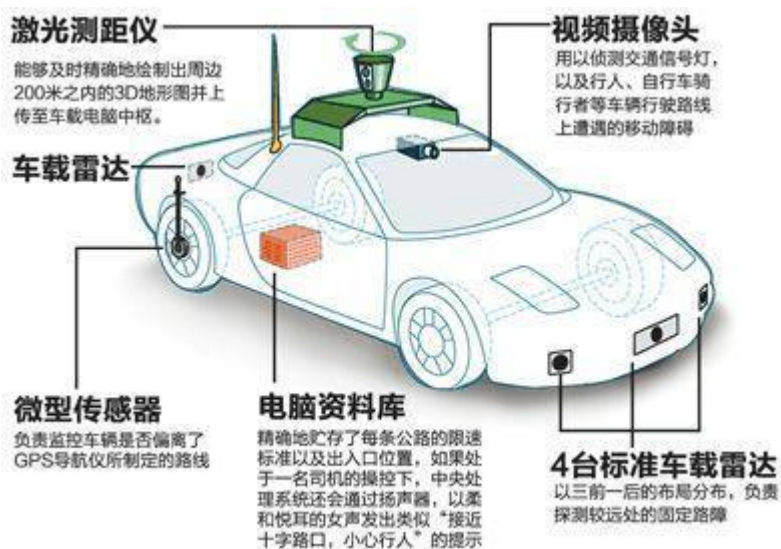 激光测距仪
能够及时精确地绘制出周边
200米之内的3D地形图并上
传至车载电脑中枢。
视频摄像头
用以侦测交通信号灯，
以及行人、自行车骑
行者等车辆行驶路线
上遭遇的移动障碍
车载雷达
微型传感器
负责监控车辆是否偏离了
GPS导航仪所制定的路线
电脑资料库
精确地贮存了每条公路的限速
标准以及出入口位置，如果处
于一名司机的操控下，中央处
理系统还会通过扬声器，以柔
和悦耳的女声发出类似“接近
十字路口，小心行人”的提示
4台标准车载雷达
以三前一后的布局分布，负责
探测较远处的固定路障